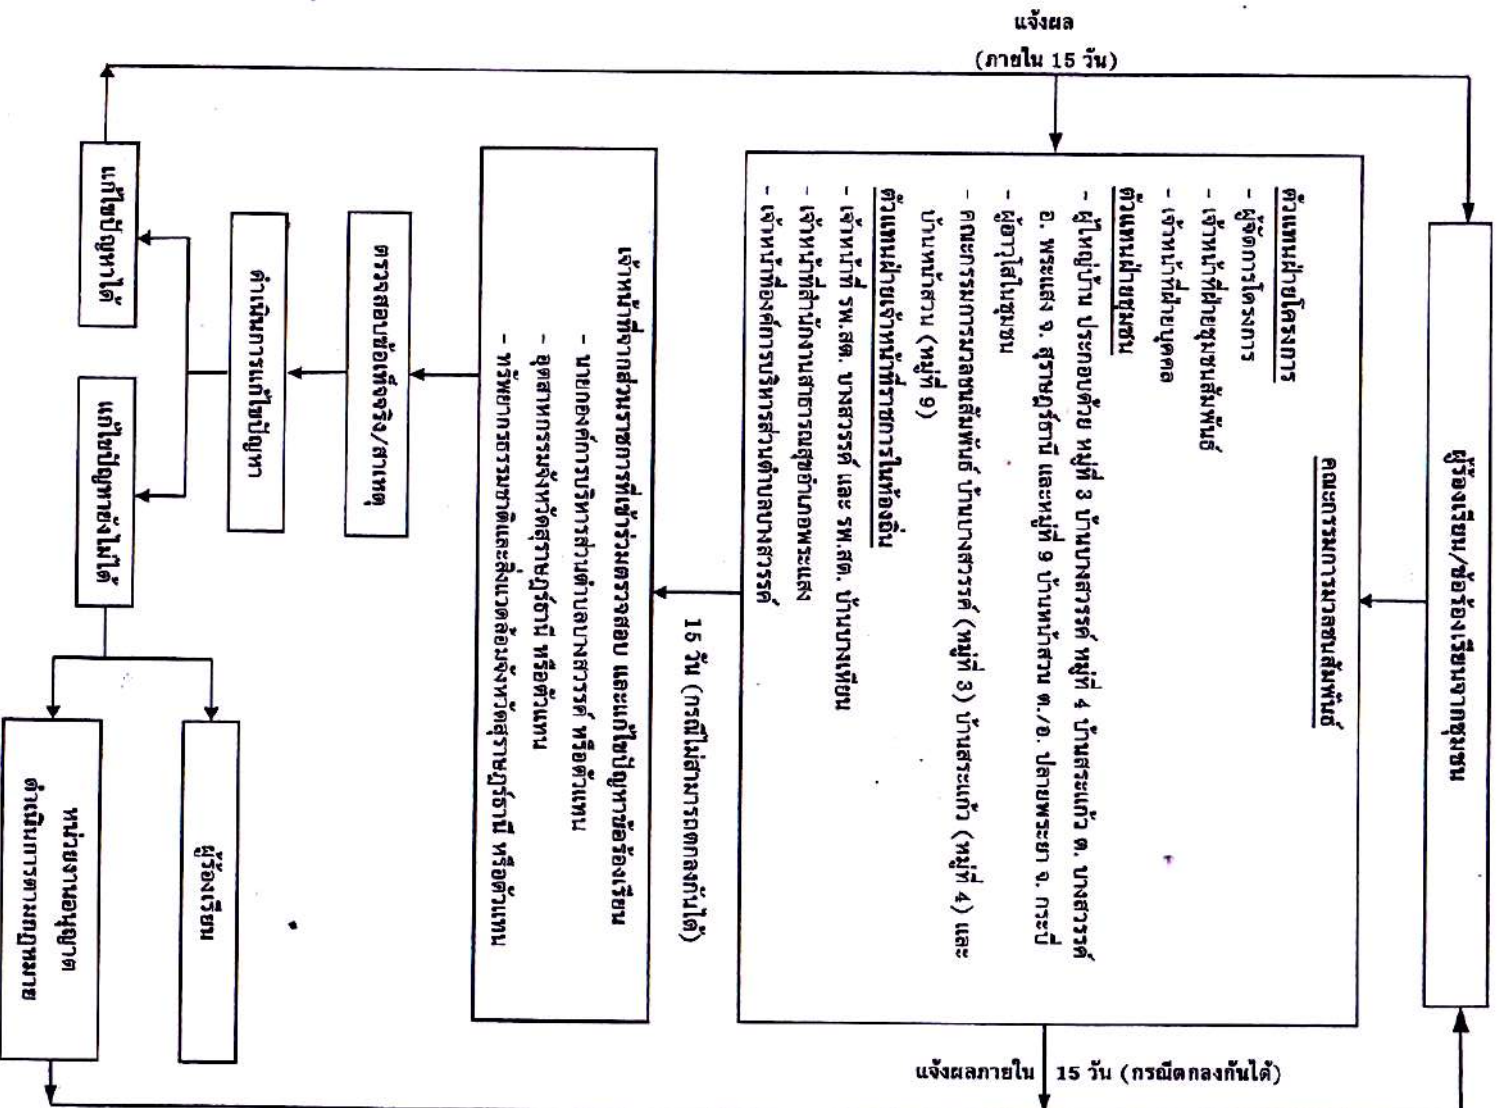 แจ้งผล
(ภายใน 15 วัน)
ผู้ร้องเรียน/ข้อร้องเรียนจากชุมชน
คณะกรรมการมวลชนสัมพันธ์
ตัวแทนฝ่ายโครงการ
- ผู้จัดการโครงการ
- เจ้าหน้าที่ฝ่ายชุมชนสัมพันธ์
- เจ้าหน้าที่ฝ่ายบุคคล
ตัวแทนฝ่ายชุมชน
- ผู้ใหญ่บ้าน ประกอบด้วย หมู่ที่ 3 บ้านบางสวรรค์ หมู่ที่ 4 บ้านสระแก้ว ต. บางสวรรค์
อ. พระแสง จ. สุราษฎร์ธานี และหมู่ที่ 9 บ้านหน้าสวน ต./อ. ปลายพระยา จ. กระบี่
- ผู้อาวุโสในชุมชน
- คณะกรรมการมวลชนสัมพันธ์ บ้านบางสวรรค์ (หมู่ที่ 3) บ้านสระแก้ว (หมู่ที่ 4) และ
บ้านหน้าสวน (หมู่ที่ 9)
ตัวแทนฝ่ายเจ้าหน้าที่ราชการในท้องถิ่น
- เจ้าหน้าที่ รพ.สต. บางสวรรค์ และ รพ.สต. บ้านบางเหียน
- เจ้าหน้าที่สำนักงานสาธารณสุขอำเภอพระแสง
- เจ้าหน้าที่องค์การบริหารส่วนตำบลบางสวรรค์
แจ้งผลภายใน 15 วัน (กรณีตกลงกันได้)
15 วัน (กรณีไม่สามารถตกลงกันได้)
เจ้าหน้าที่จากส่วนราชการที่เข้าร่วมตรวจสอบ และแก้ไขปัญหาข้อร้องเรียน
- นายกองค์การบริหารส่วนตำบลบางสวรรค์ หรือตัวแทน
- อุตสาหกรรมจังหวัดสุราษฎร์ธานี หรือตัวแทน
- ทรัพยากรธรรมชาติและสิ่งแวดล้อมจังหวัดสุราษฎร์ธานี หรือตัวแทน
ตรวจสอบข้อเท็จจริง/สาเหตุ
ดำเนินการแก้ไขปัญหา
แก้ไขปัญหาได้
แก้ไขปัญหายังไม่ได้
ผู้ร้องเรียน
หน่วยงานอนุญาต
ดำเนินการตามกฎหมาย